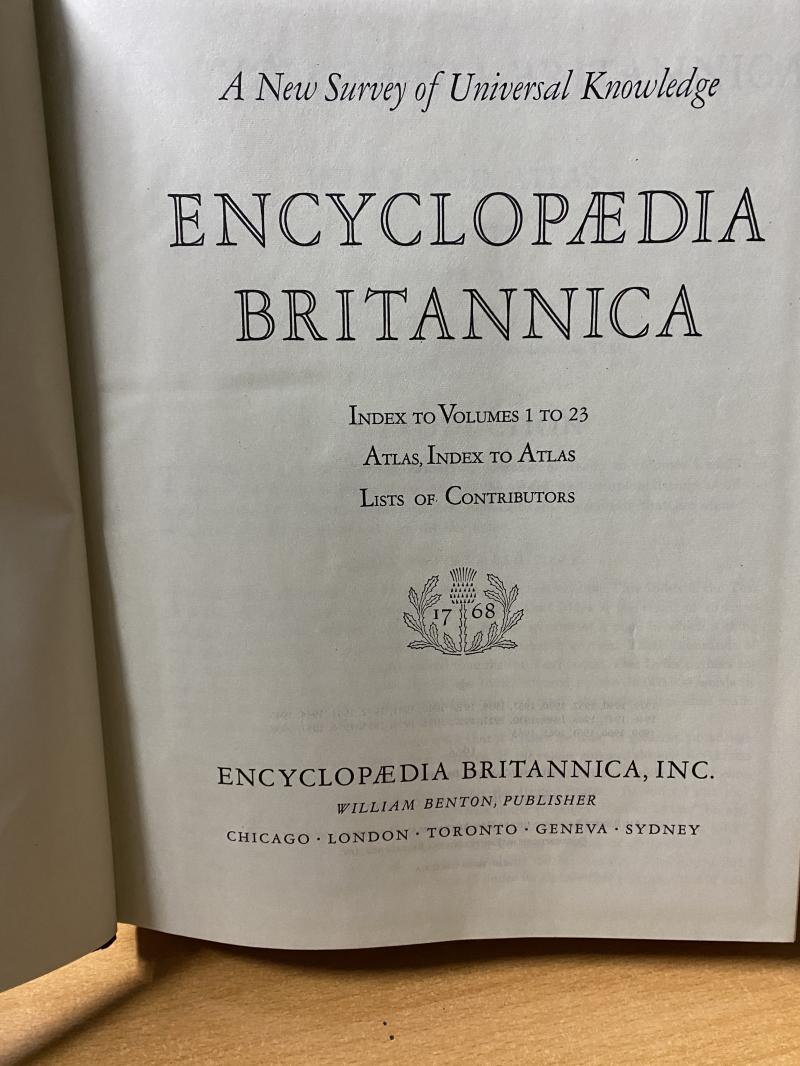 A New Survey of Universal Knowledge
ENCYCLOPÆDIA
BRITANNICA
INDEX TO VOLUMES 1 TO 23
ATLAS, INDEX TO ATLAS
LISTS OF CONTRIBUTORS
17 68
ENCYCLOPÆDIA BRITANNICA, INC.
WILLIAM BENTON, PUBLISHER
CHICAGO · LONDON · TORONTO · GENEVA · SYDNEY